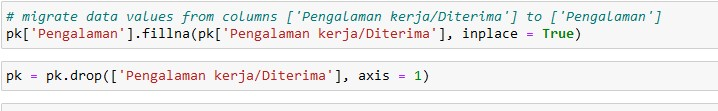 # migrate data values from columns ['Pengalaman kerja/Diterima'] to ['Pengalaman']
pk['Pengalaman'].fillna(pk['Pengalaman kerja/Diterima'], inplace = True)
pk = pk.drop(['Pengalaman kerja/Diterima'], axis = 1)